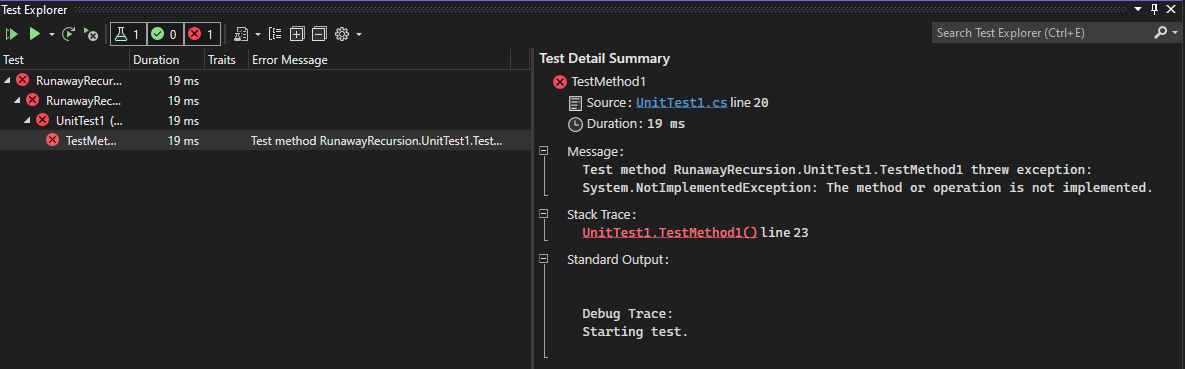 Test Explorer
1 0 1
Search Test Explorer (Ctrl+E)
Test Duration Traits Error Message
RunawayRecur... 19 ms
RunawayRec... 19 ms
UnitTest1 (... 19 ms
TestMet... 19 ms Test method RunawayRecursion.UnitTest1.Test...
Test Detail Summary
TestMethod1
Source: UnitTest1.cs line 20
Duration: 19 ms
Message:
Test method RunawayRecursion.UnitTest1.TestMethod1 threw exception:
System.NotImplementedException: The method or operation is not implemented.
Stack Trace:
UnitTest1.TestMethod1() line 23
Standard Output:
Debug Trace:
Starting test.